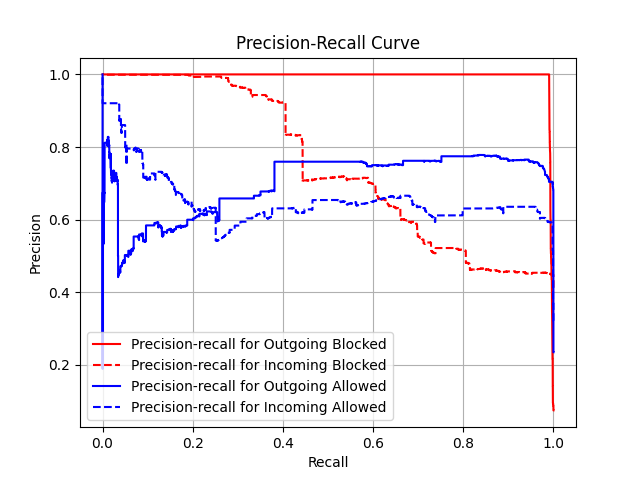 Precision-Recall Curve
1.0
0.8
0.6
0.4
0.2
Precision
Precision-recall for Outgoing Blocked
Precision-recall for Incoming Blocked
Precision-recall for Outgoing Allowed
Precision-recall for Incoming Allowed
0.0 0.2 0.4 0.6 0.8 1.0
Recall